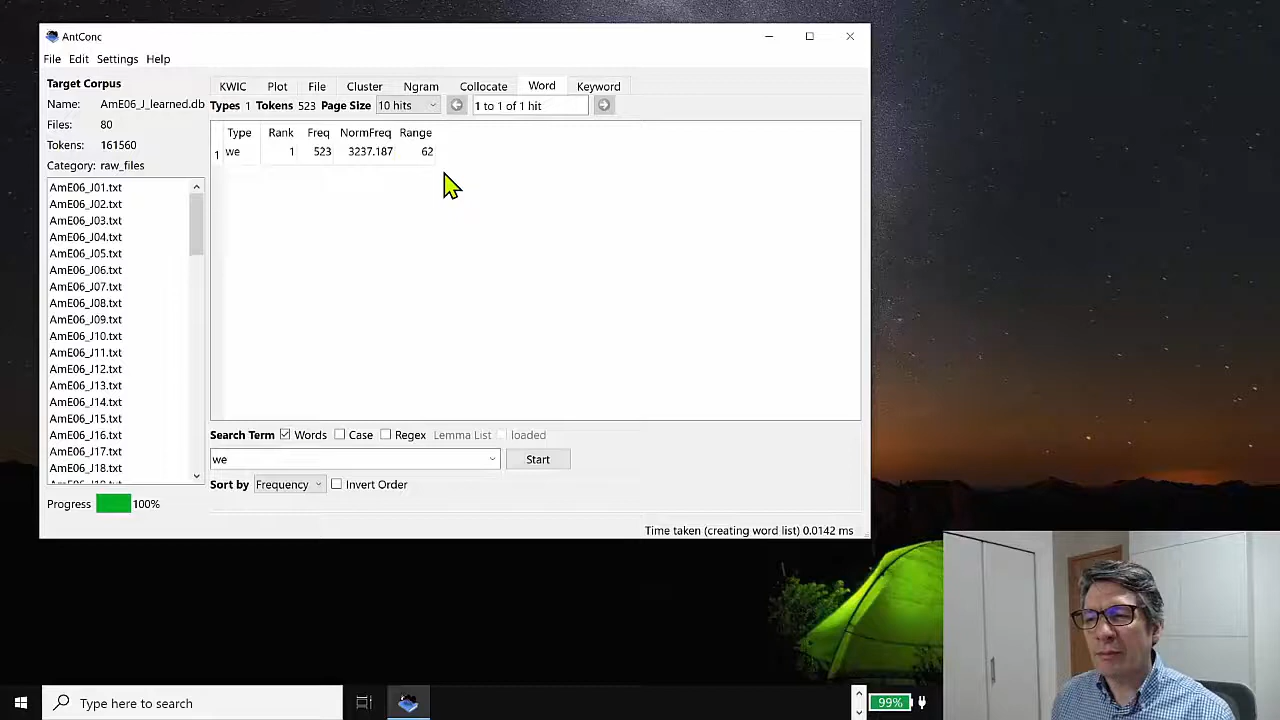 AntConc
File Edit Settings Help
Target Corpus
Name: AmE06_J_learned.db
Files: 80
Tokens: 161560
Category: raw_files
AmE06_J01.txt
AmE06_J02.txt
AmE06_J03.txt
AmE06_J04.txt
AmE06_J05.txt
AmE06_J06.txt
AmE06_J07.txt
AmE06_J08.txt
AmE06_J09.txt
AmE06_J10.txt
AmE06_J11.txt
AmE06_J12.txt
AmE06_J13.txt
AmE06_J14.txt
AmE06_J15.txt
AmE06_J16.txt
AmE06_J17.txt
AmE06_J18.txt
Progress 100%
KWIC Plot File Cluster Ngram Collocate Word Keyword
Types 1 Tokens 523 Page Size 10 hits 1 to 1 of 1 hit
Type Rank Freq NormFreq Range
1 we 1 523 3237.187 62
Search Term Words Case Regex Lemma List loaded
we Start
Sort by Frequency Invert Order
Time taken (creating word list) 0.0142 ms
Type here to search
99%